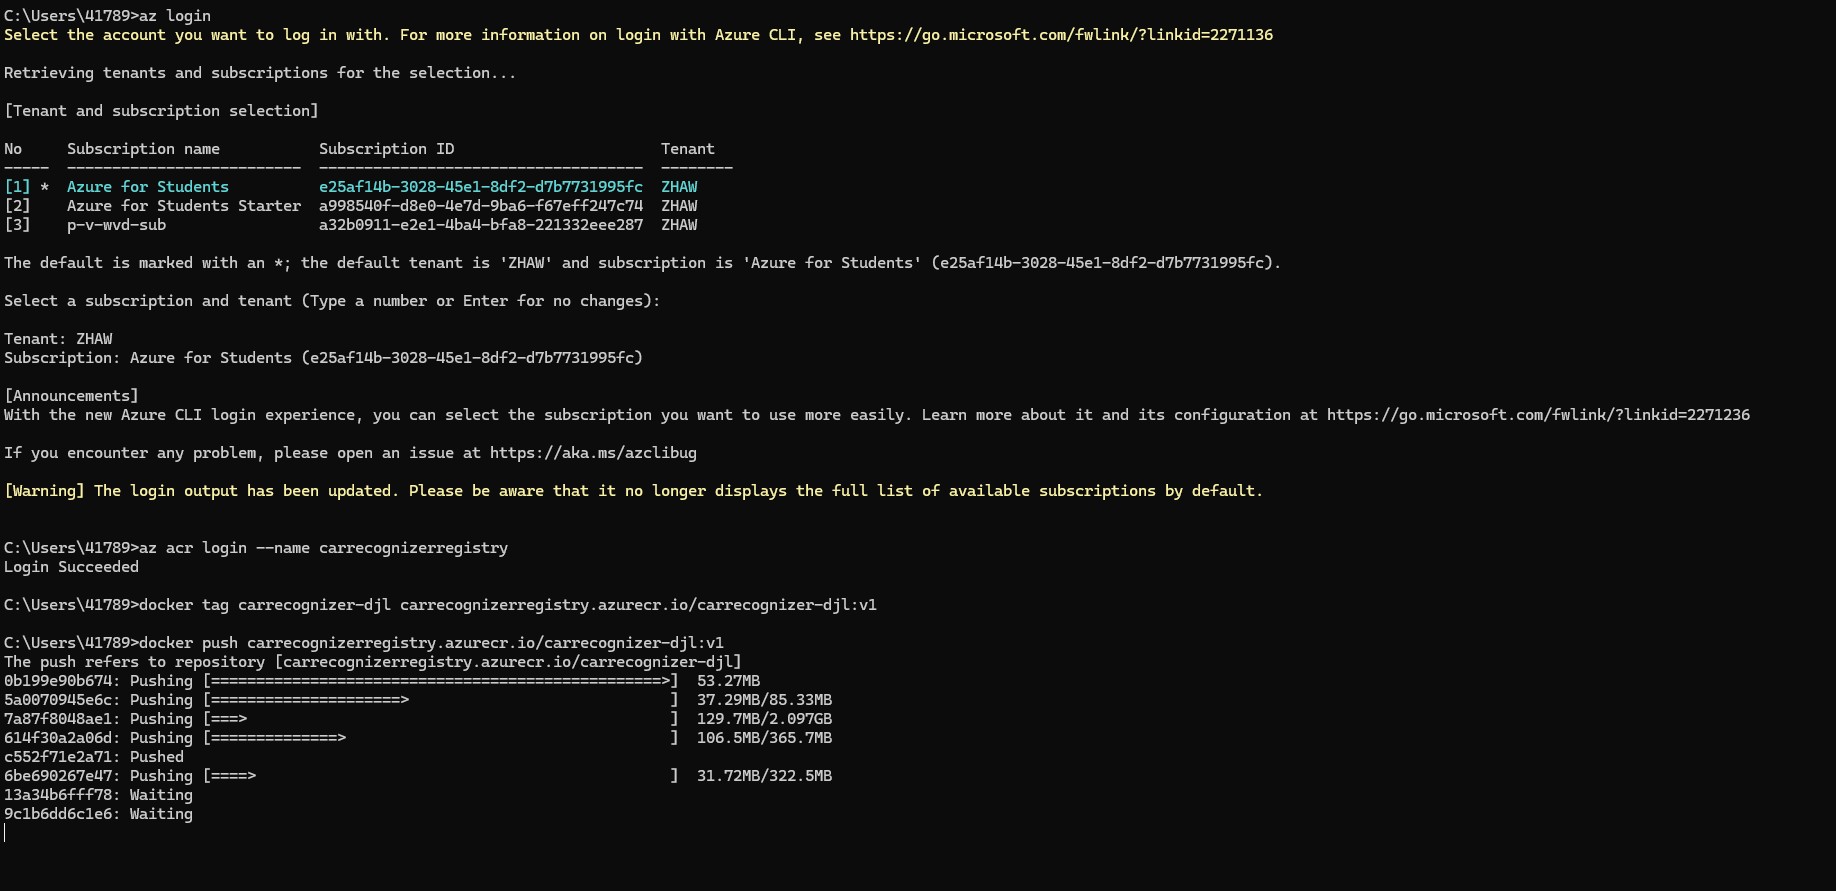 C:\Users\41789>az login
Select the account you want to log in with. For more information on login with Azure CLI, see https://go.microsoft.com/fwlink/?linkid=2271136
Retrieving tenants and subscriptions for the selection...
[Tenant and subscription selection]
No     Subscription name          Subscription ID                       Tenant
-----  -------------------------  ------------------------------------  --------
[1] *  Azure for Students         e25af14b-3028-45e1-8df2-d7b7731995fc  ZHAW
[2]    Azure for Students Starter a998540f-d8e0-4e7d-9ba6-f67eff247c74  ZHAW
[3]    p-v-wvd-sub                a32b0911-e2e1-4ba4-bfa8-221332eee287  ZHAW
The default is marked with an *; the default tenant is 'ZHAW' and subscription is 'Azure for Students' (e25af14b-3028-45e1-8df2-d7b7731995fc).
Select a subscription and tenant (Type a number or Enter for no changes):
Tenant: ZHAW
Subscription: Azure for Students (e25af14b-3028-45e1-8df2-d7b7731995fc)
[Announcements]
With the new Azure CLI login experience, you can select the subscription you want to use more easily. Learn more about it and its configuration at https://go.microsoft.com/fwlink/?linkid=2271236
If you encounter any problem, please open an issue at https://aka.ms/azclibug
[Warning] The login output has been updated. Please be aware that it no longer displays the full list of available subscriptions by default.
C:\Users\41789>az acr login --name carrecognizerregistry
Login Succeeded
C:\Users\41789>docker tag carrecognizer-djl carrecognizerregistry.azurecr.io/carrecognizer-djl:v1
C:\Users\41789>docker push carrecognizerregistry.azurecr.io/carrecognizer-djl:v1
The push refers to repository [carrecognizerregistry.azurecr.io/carrecognizer-djl]
0b199e90b674: Pushing [==================================================>]  53.27MB
5a0070945e6c: Pushing [=====================>                             ]  37.29MB/85.33MB
7a87f8048ae1: Pushing [===>                                               ]  129.7MB/2.097GB
614f30a2a06d: Pushing [==============>                                    ]  106.5MB/365.7MB
c552f71e2a71: Pushed
6be690267e47: Pushing [====>                                              ]  31.72MB/322.5MB
13a34b6fff78: Waiting
9c1b6dd6c1e6: Waiting